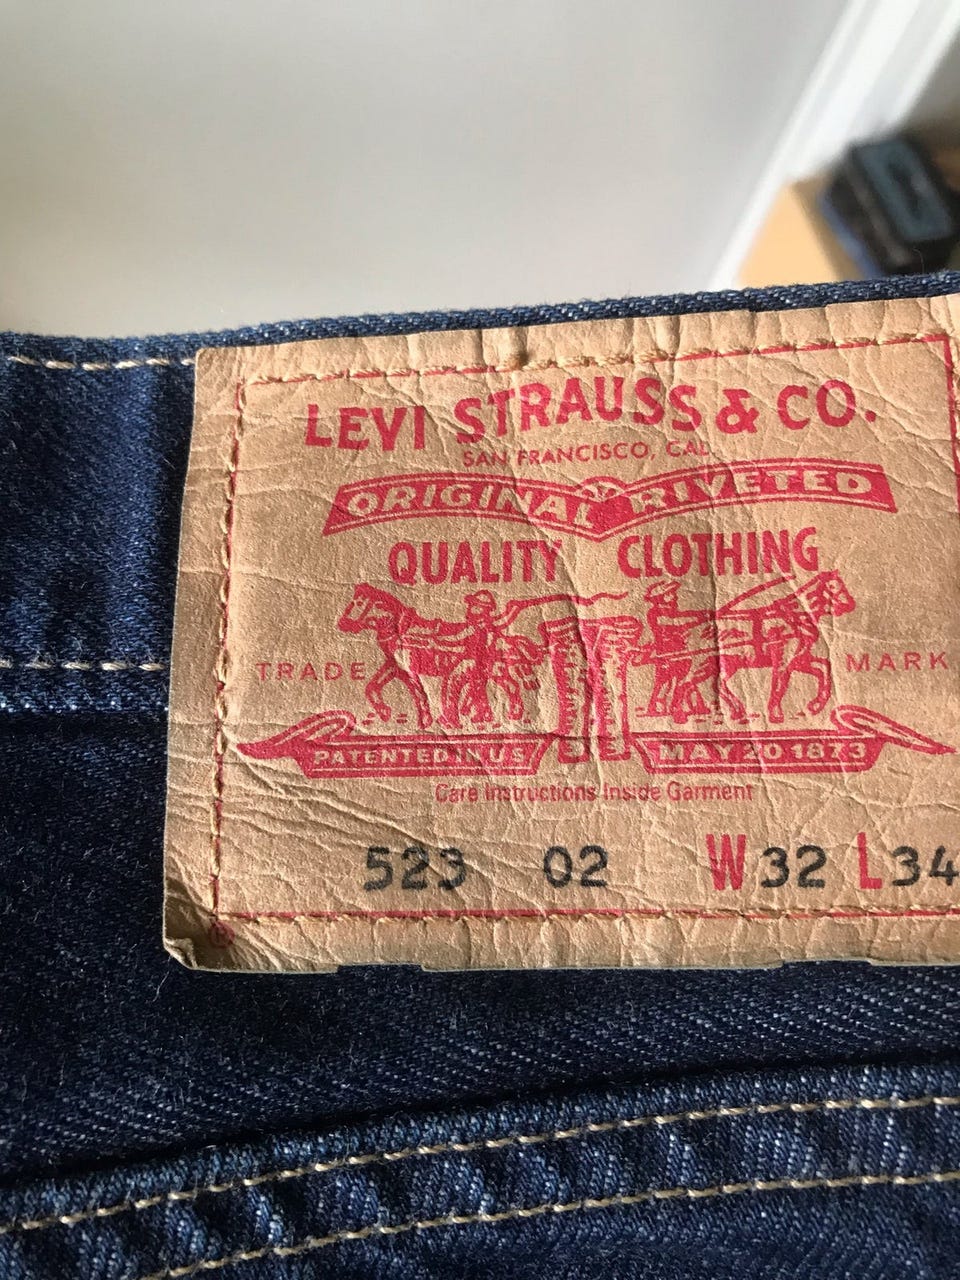 LEVI STRAUSS & CO.
SAN FRANCISCO, CAL.
ORIGINAL RIVETED
QUALITY CLOTHING
TRADE MARK
PATENTED IN US MAY 20 1873
Care Instructions Inside Garment
523 02 W32 L34
®